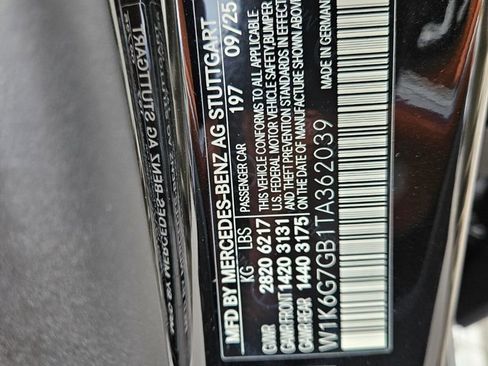 MFD BY MERCEDES-BENZ AG STUTTGART
197 09/25
PASSENGER CAR
THIS VEHICLE CONFORMS TO ALL APPLICABLE
U.S. FEDERAL MOTOR VEHICLE SAFETY, BUMPER
AND THEFT PREVENTION STANDARDS IN EFFECT
ON THE DATE OF MANUFACTURE SHOWN ABOVE
KG LBS
GVWR 2820 6217
GAWR FRONT 1420 3131
GAWR REAR 1440 3175
MADE IN GERMANY
W1K6G7GB1TA362039